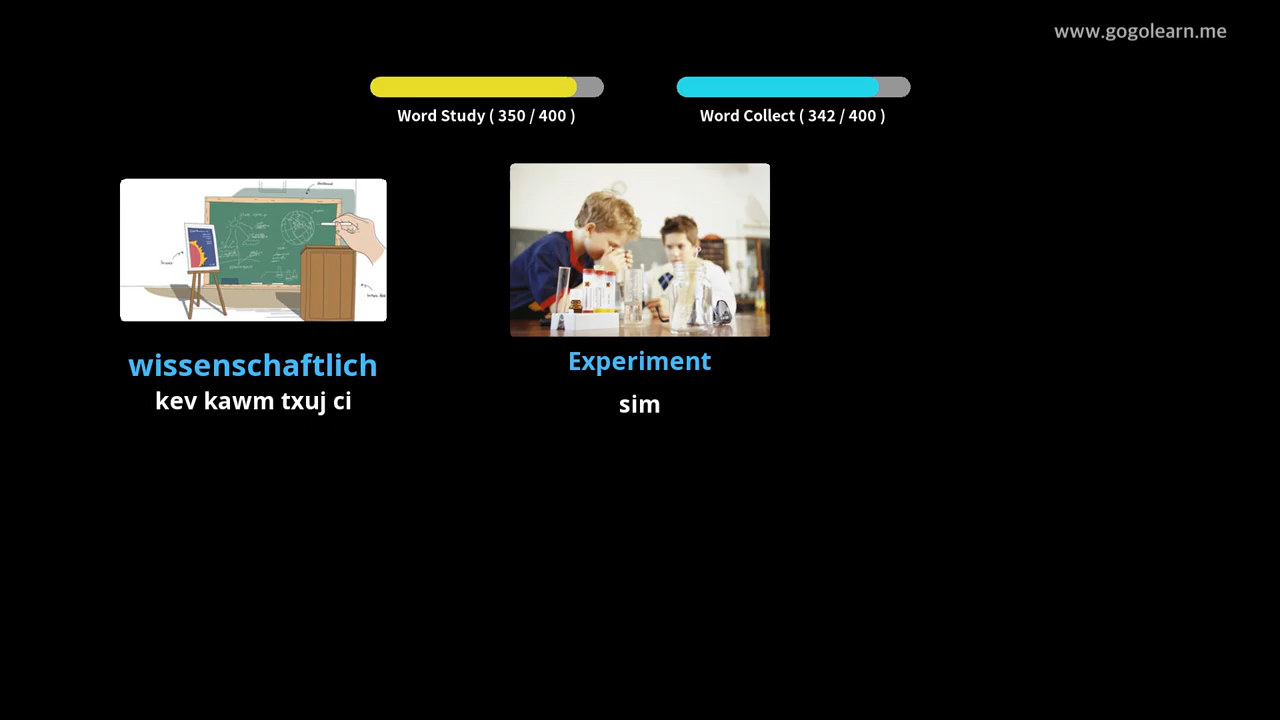 www.gogolearn.me
Word Study ( 350 / 400 )
Word Collect ( 342 / 400 )
wissenschaftlich
kev kawm txuj ci
Experiment
sim